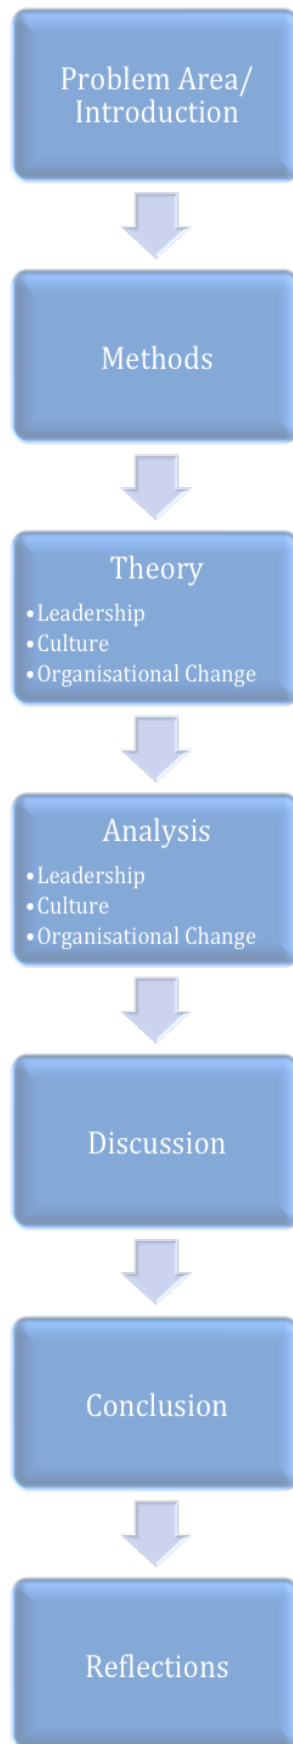 Problem Area/
Introduction
Methods
Theory
•Leadership
•Culture
•Organisational Change
Analysis
•Leadership
•Culture
•Organisational Change
Discussion
Conclusion
Reflections